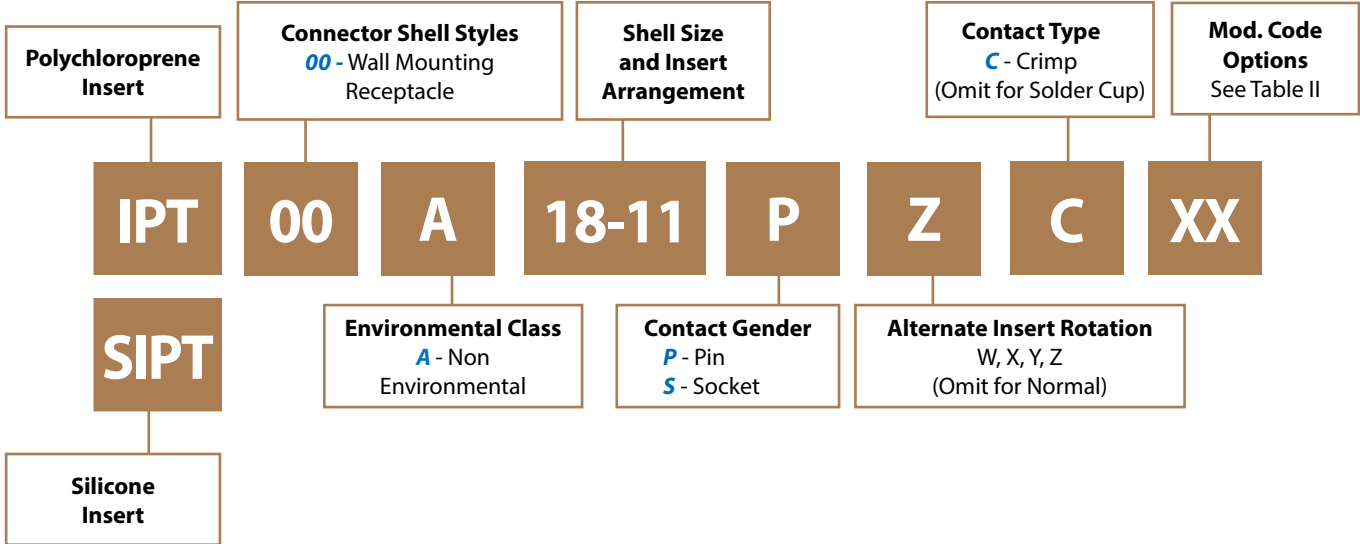 Polychloroprene
Insert
Connector Shell Styles
00 - Wall Mounting
Receptacle
Shell Size
and Insert
Arrangement
Contact Type
C - Crimp
(Omit for Solder Cup)
Mod. Code
Options
See Table II
IPT 00 A 18-11 P Z C XX
SIPT
Environmental Class
A - Non
Environmental
Contact Gender
P - Pin
S - Socket
Alternate Insert Rotation
W, X, Y, Z
(Omit for Normal)
Silicone
Insert